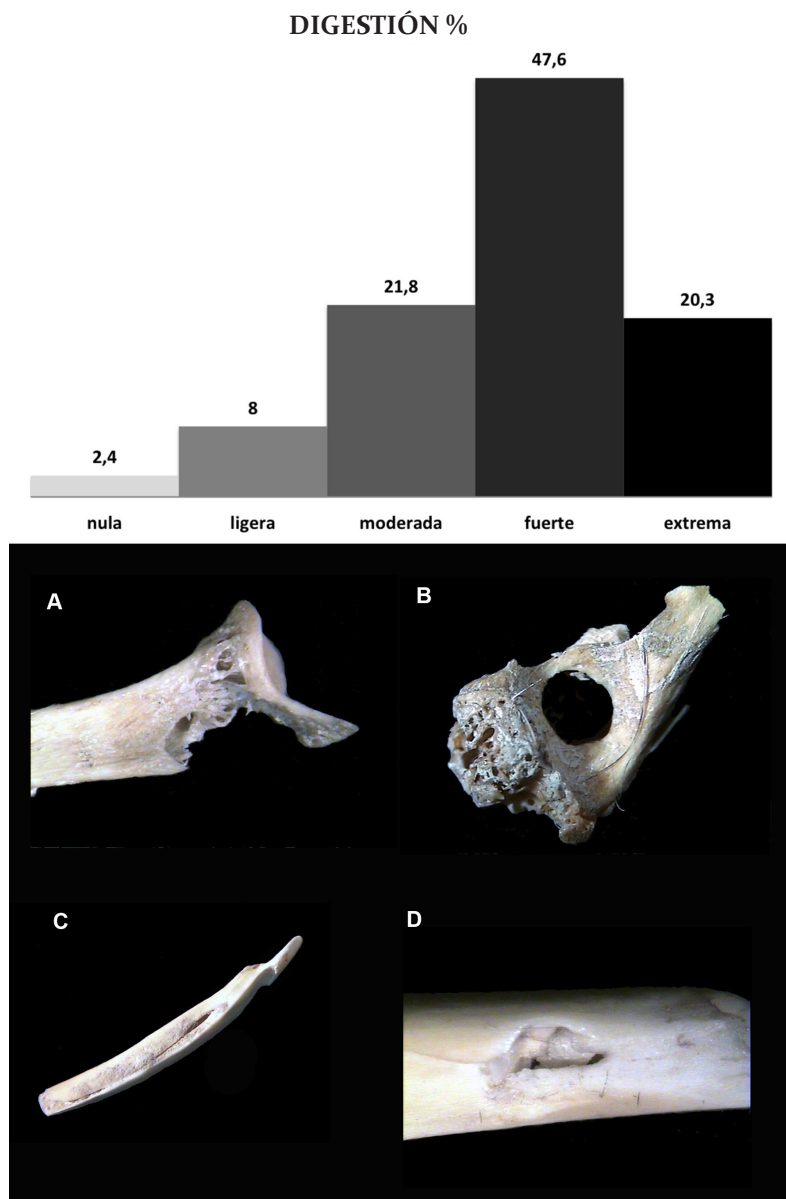 DIGESTIÓN %
47,6
21,8
20,3
8
2,4
nula ligera moderada fuerte extrema
A
B
C
D